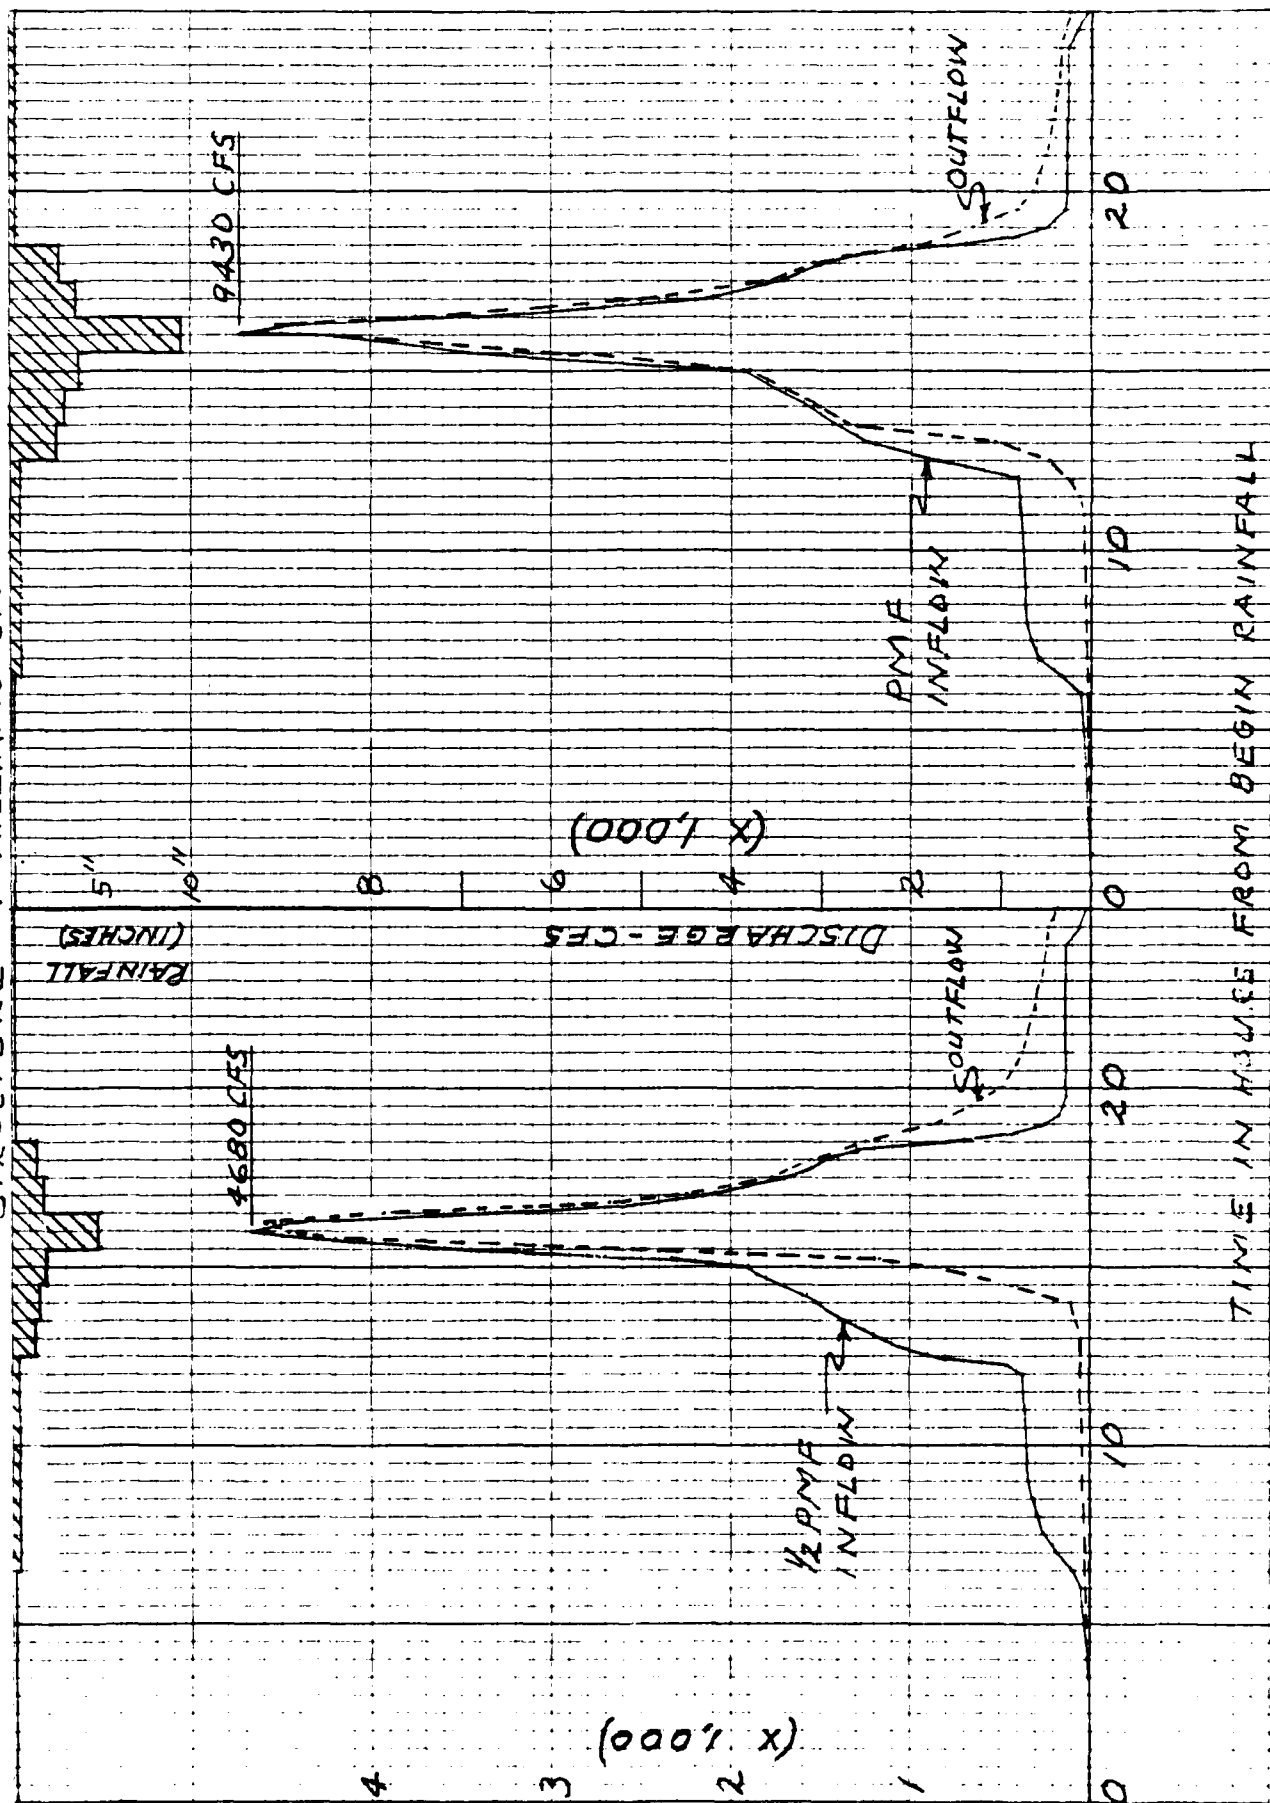 RAINFALL
(INCHES)
5"
10"
4680 CFS
9430 CFS
DISCHARGE - CFS
(X 1,000)
4
3
2
1
0
(X 1,000)
8
6
4
2
0
1/2 PMF
INFLOW
OUTFLOW
PMF
INFLOW
OUTFLOW
10
20
10
20
TIME IN HOURS FROM BEGIN RAINFALL